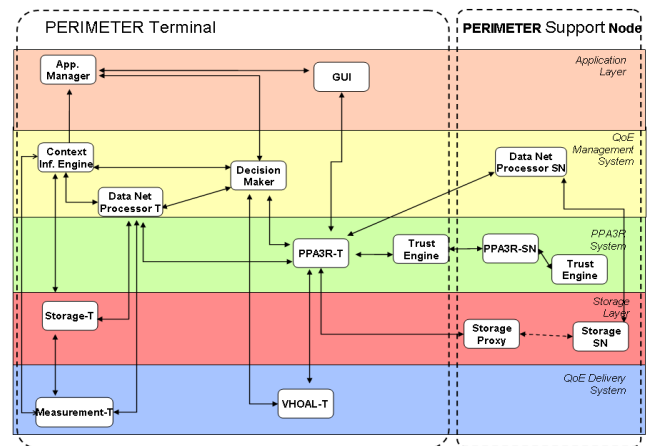 PERIMETER Terminal
PERIMETER Support Node
Application
Layer
App.
Manager
GUI
QoE
Management
System
Context
Inf. Engine
Data Net
Processor SN
Decision
Maker
Data Net
Processor T
PPA3R
System
PPA3R-T
Trust
Engine
PPA3R-SN
Trust
Engine
Storage
Layer
Storage-T
Storage
Proxy
Storage
SN
QoE Delivery
System
Measurement-T
VHOAL-T